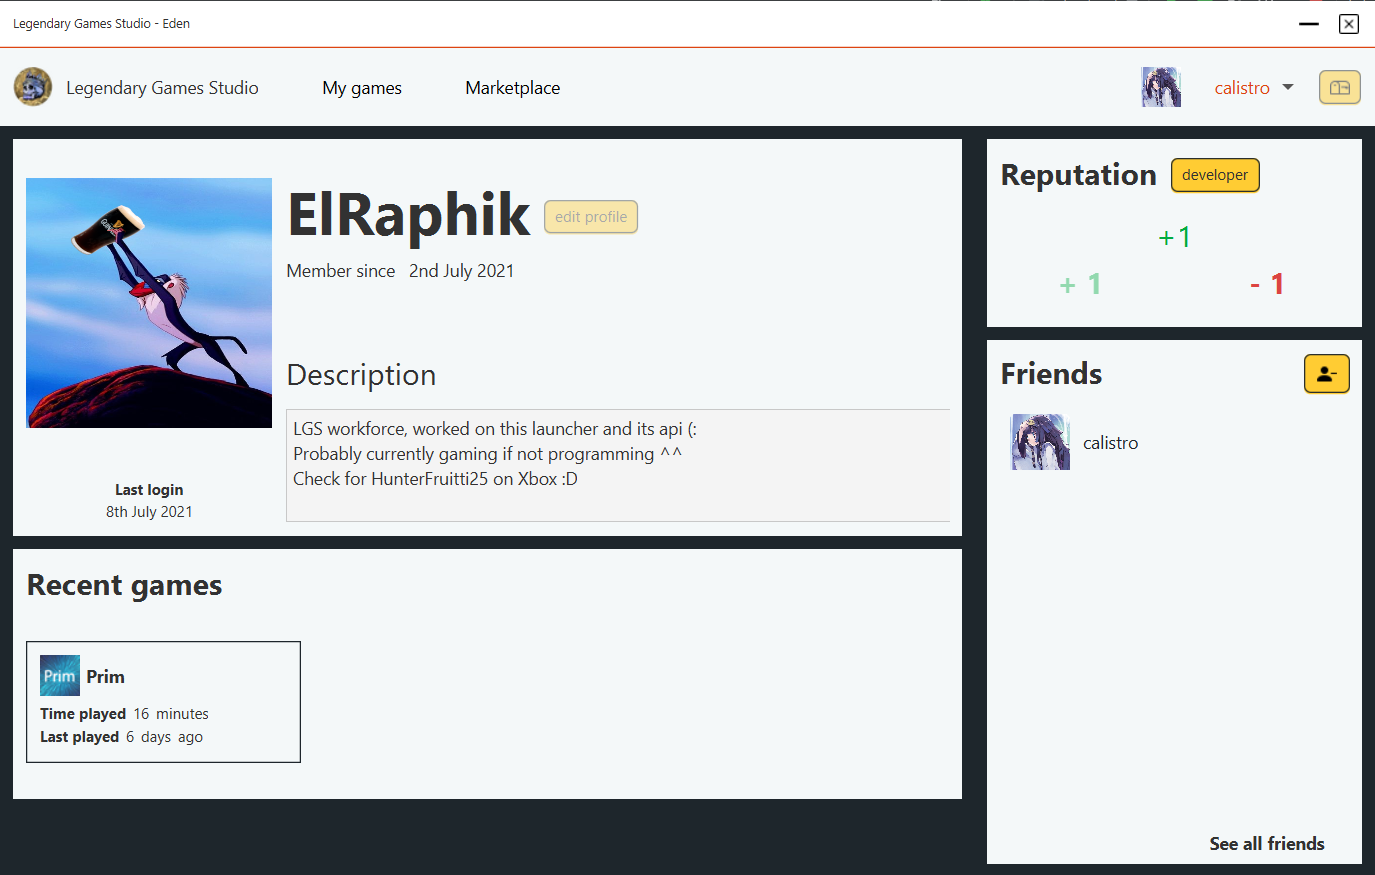 Legendary Games Studio - Eden
Legendary Games Studio
My games
Marketplace
calistro
ElRaphik
edit profile
Member since 2nd July 2021
GUINNESS
Description
LGS workforce, worked on this launcher and its api (:
Probably currently gaming if not programming ^^
Check for HunterFruitti25 on Xbox :D
Last login
8th July 2021
Recent games
Prim
Prim
Time played 16 minutes
Last played 6 days ago
Reputation
developer
+1
+ 1
- 1
Friends
calistro
See all friends